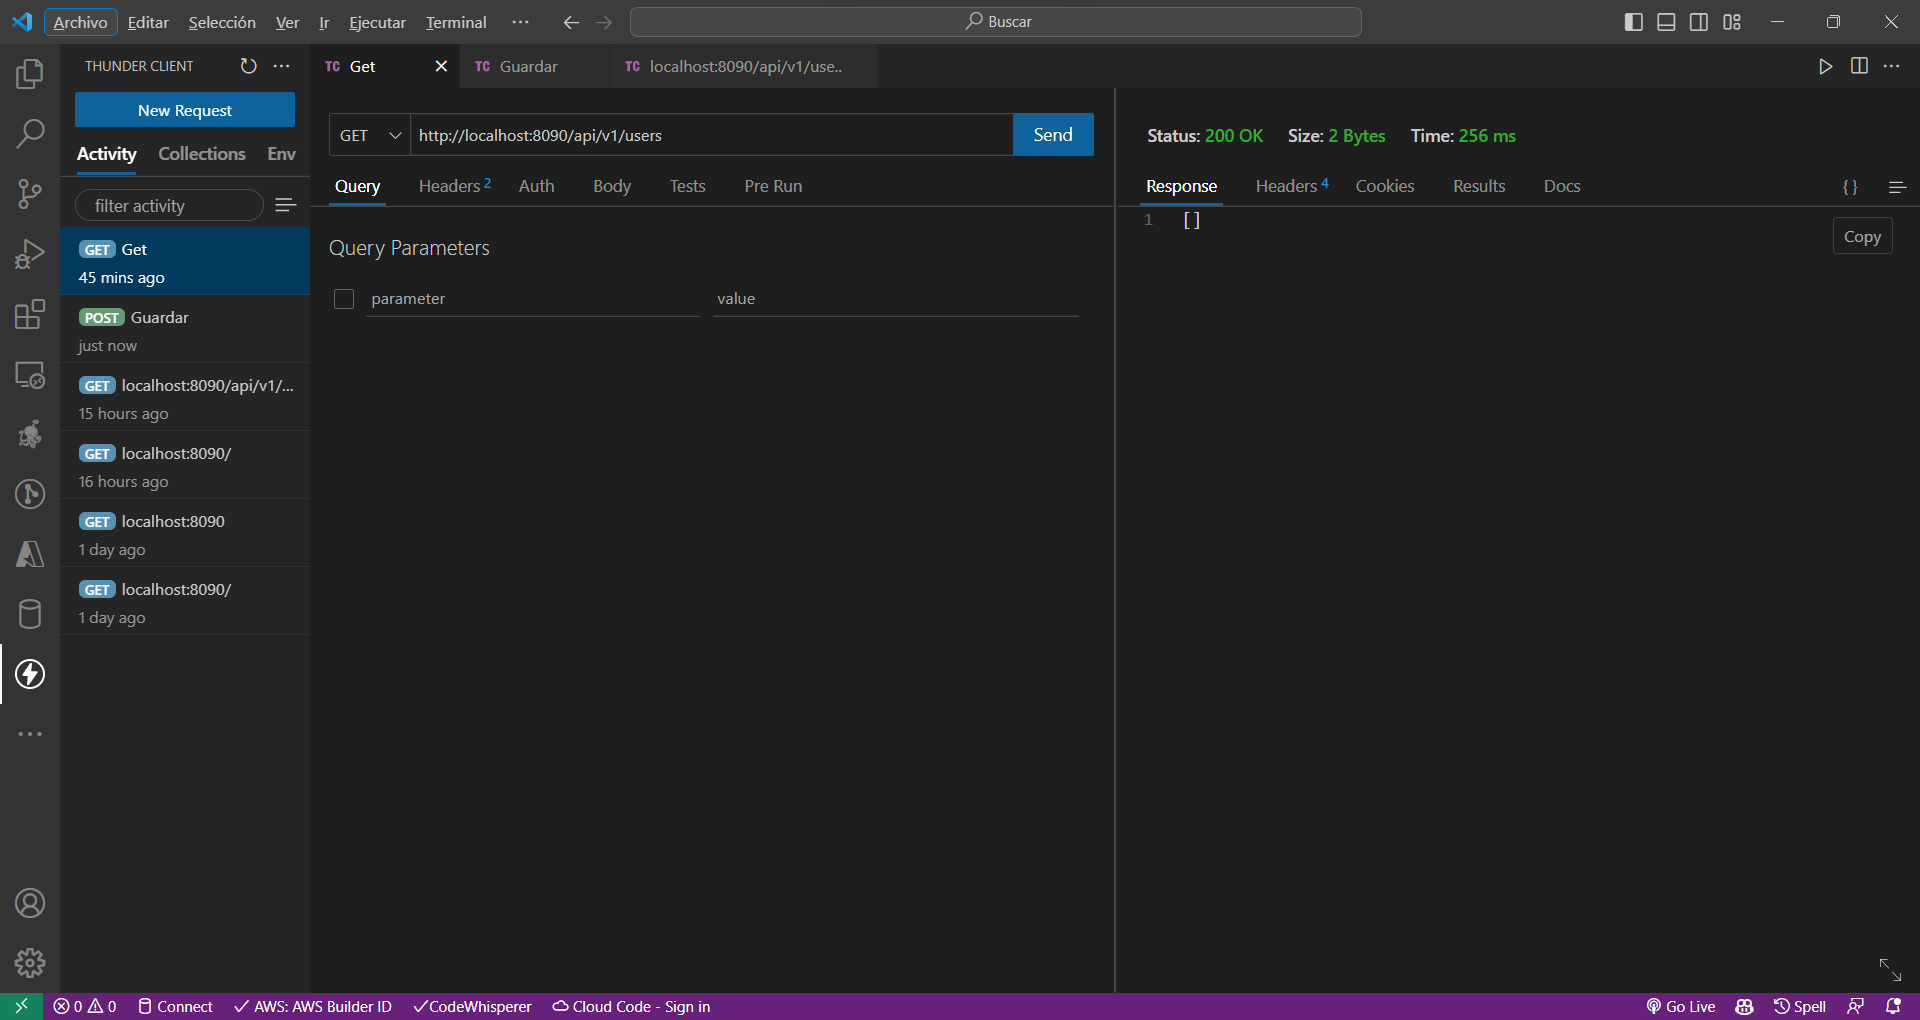 Archivo Editar Selección Ver Ir Ejecutar Terminal ··· Buscar
THUNDER CLIENT ···
New Request
Activity Collections Env
filter activity
GET Get
45 mins ago
POST Guardar
just now
GET localhost:8090/api/v1/...
15 hours ago
GET localhost:8090/
16 hours ago
GET localhost:8090
1 day ago
GET localhost:8090/
1 day ago
TC Get
TC Guardar
TC localhost:8090/api/v1/use..
GET http://localhost:8090/api/v1/users Send
Query Headers 2 Auth Body Tests Pre Run
Query Parameters
parameter value
Status: 200 OK Size: 2 Bytes Time: 256 ms
Response Headers 4 Cookies Results Docs { }
1 []
Copy
0 0 Connect AWS: AWS Builder ID CodeWhisperer Cloud Code - Sign in Go Live Spell